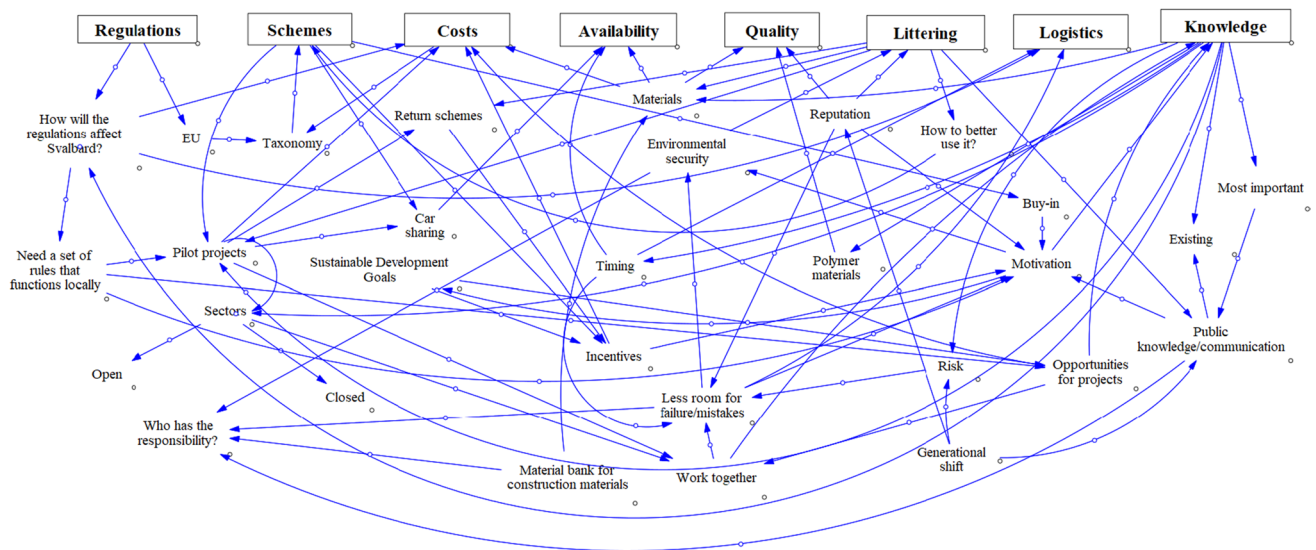 Regulations
Schemes
Costs
Availability
Quality
Littering
Logistics
Knowledge
Materials
Return schemes
Reputation
How will the
regulations affect
Svalbard?
EU
Taxonomy
Environmental
security
How to better
use it?
Most important
Car
sharing
Buy-in
Existing
Need a set of
rules that
functions locally
Pilot projects
Sustainable Development
Goals
Timing
Polymer
materials
Motivation
Sectors
Incentives
Public
knowledge/communication
Open
Closed
Risk
Opportunities
for projects
Less room for
failure/mistakes
Who has the
responsibility?
Material bank for
construction materials
Work together
Generational
shift